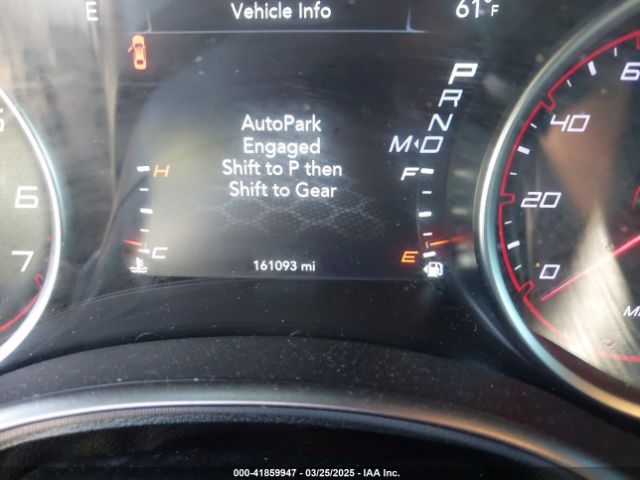 E Vehicle Info 61°F
AutoPark
Engaged
Shift to P then
Shift to Gear
161093 mi
H
C
P
R
N
M◄D
F
E
6
7
0
20
40
000-41859947 - 03/25/2025 - IAA Inc.